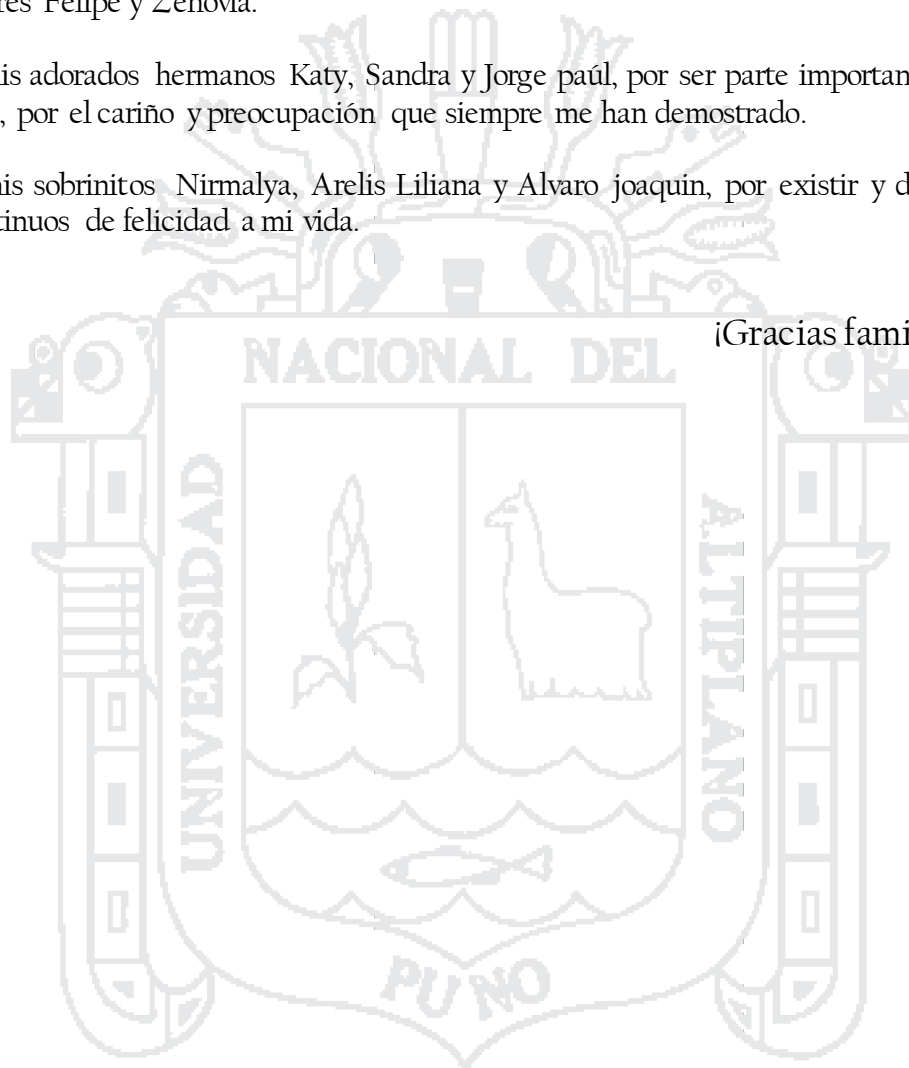 res Felipe y Zenovia.
is adorados hermanos Katy, Sandra y Jorge paúl, por ser parte importan
, por el cariño y preocupación que siempre me han demostrado.
is sobrinitos Nirmalya, Arelis Liliana y Alvaro joaquin, por existir y d
tinuos de felicidad a mi vida.
¡Gracias fami
NACIONAL DEL
UNIVERSIDAD
ALTIPLANO
PUNO